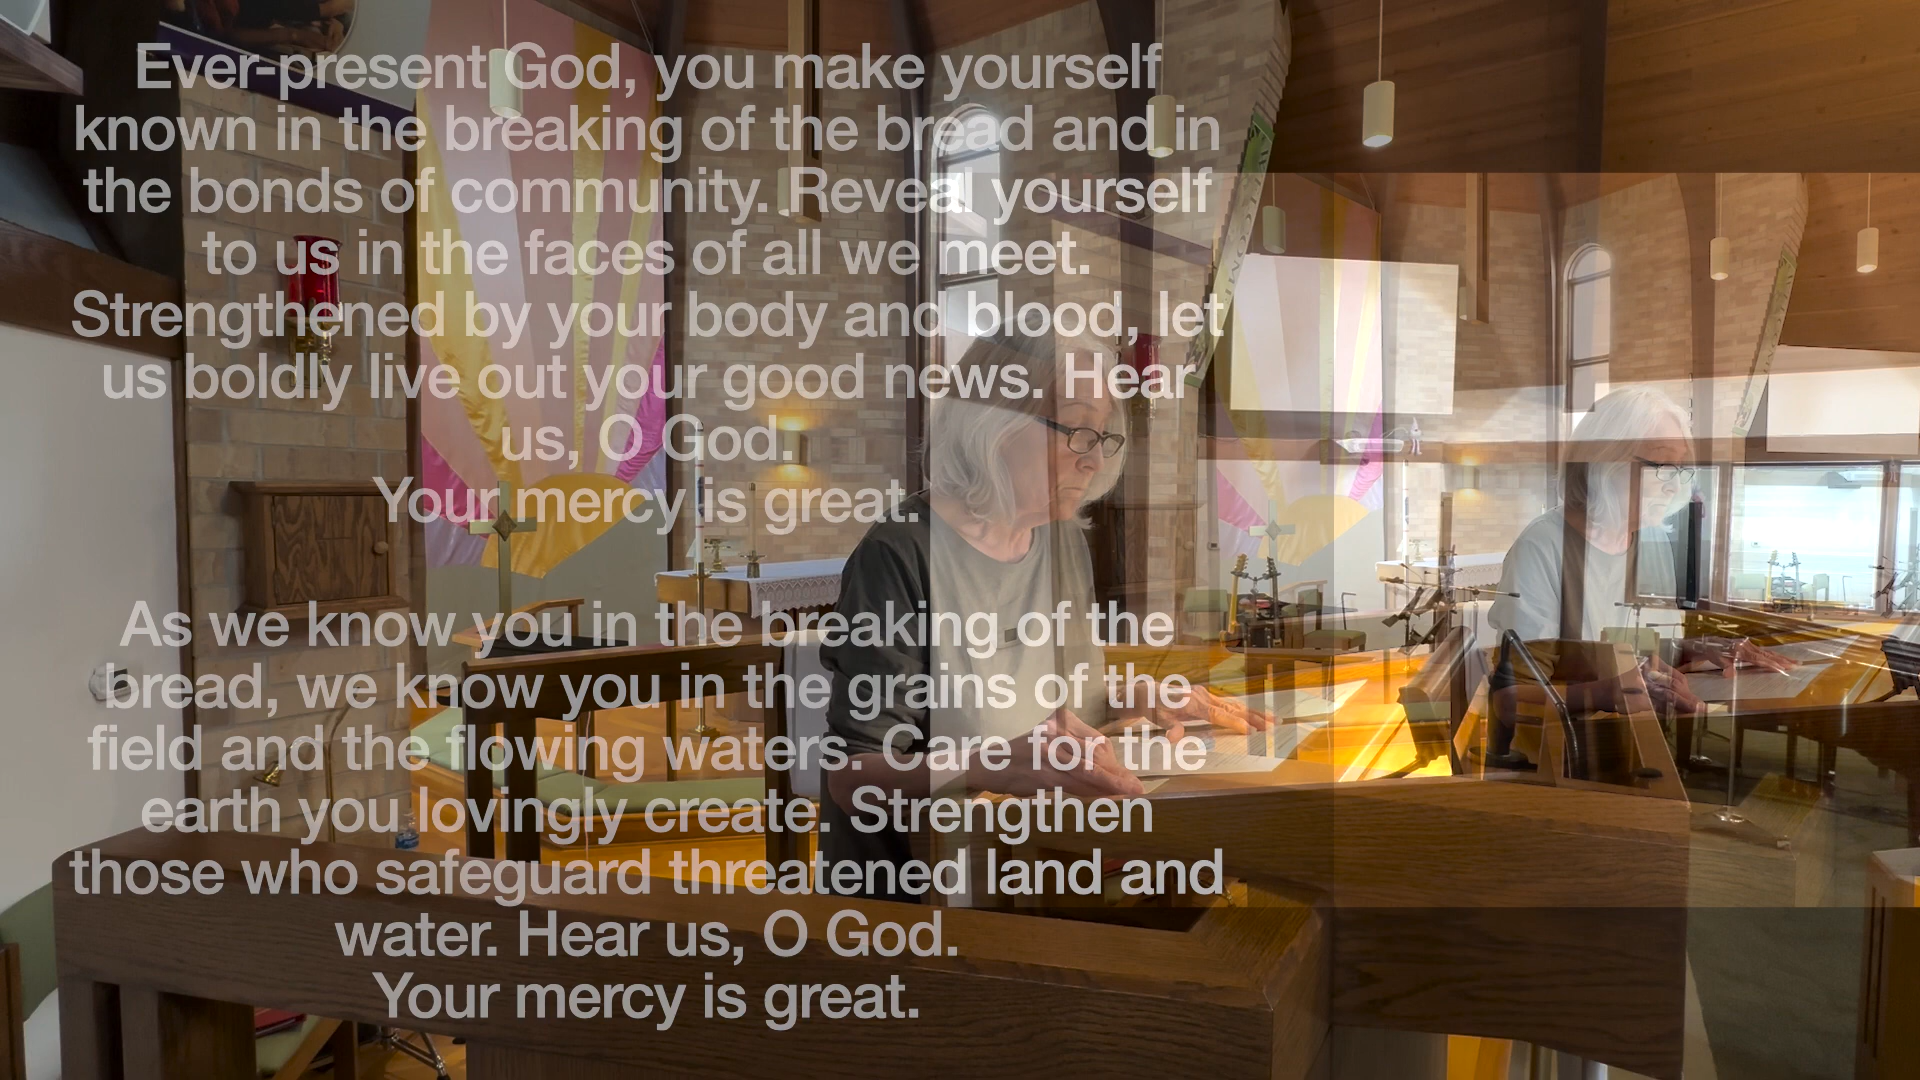 Ever-present God, you make yourself
known in the breaking of the bread and in
the bonds of community. Reveal yourself
to us in the faces of all we meet.
Strengthened by your body and blood, let
us boldly live out your good news. Hear
us, O God.
Your mercy is great.
As we know you in the breaking of the
bread, we know you in the grains of the
field and the flowing waters. Care for the
earth you lovingly create. Strengthen
those who safeguard threatened land and
water. Hear us, O God.
Your mercy is great.